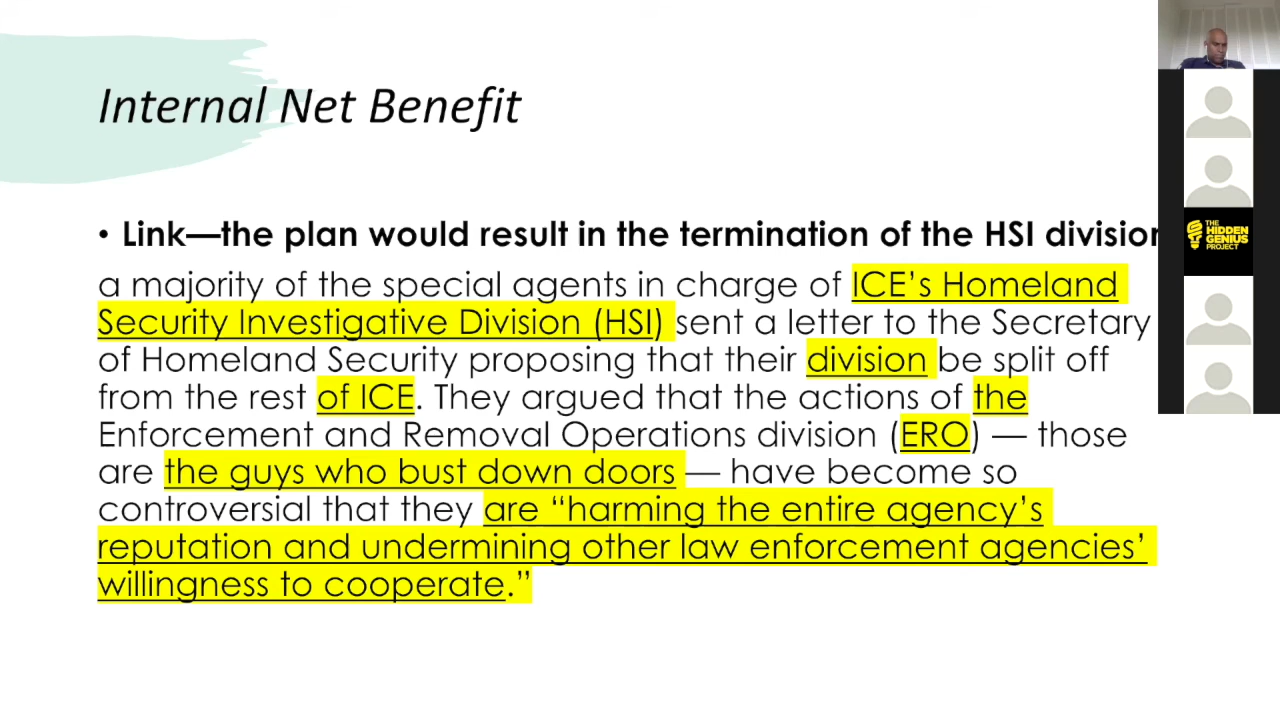 Internal Net Benefit
• Link—the plan would result in the termination of the HSI division
a majority of the special agents in charge of ICE’s Homeland
Security Investigative Division (HSI) sent a letter to the Secretary
of Homeland Security proposing that their division be split off
from the rest of ICE. They argued that the actions of the
Enforcement and Removal Operations division (ERO) — those
are the guys who bust down doors — have become so
controversial that they are “harming the entire agency’s
reputation and undermining other law enforcement agencies’
willingness to cooperate.”
THE
HIDDEN
GENIUS
PROJECT